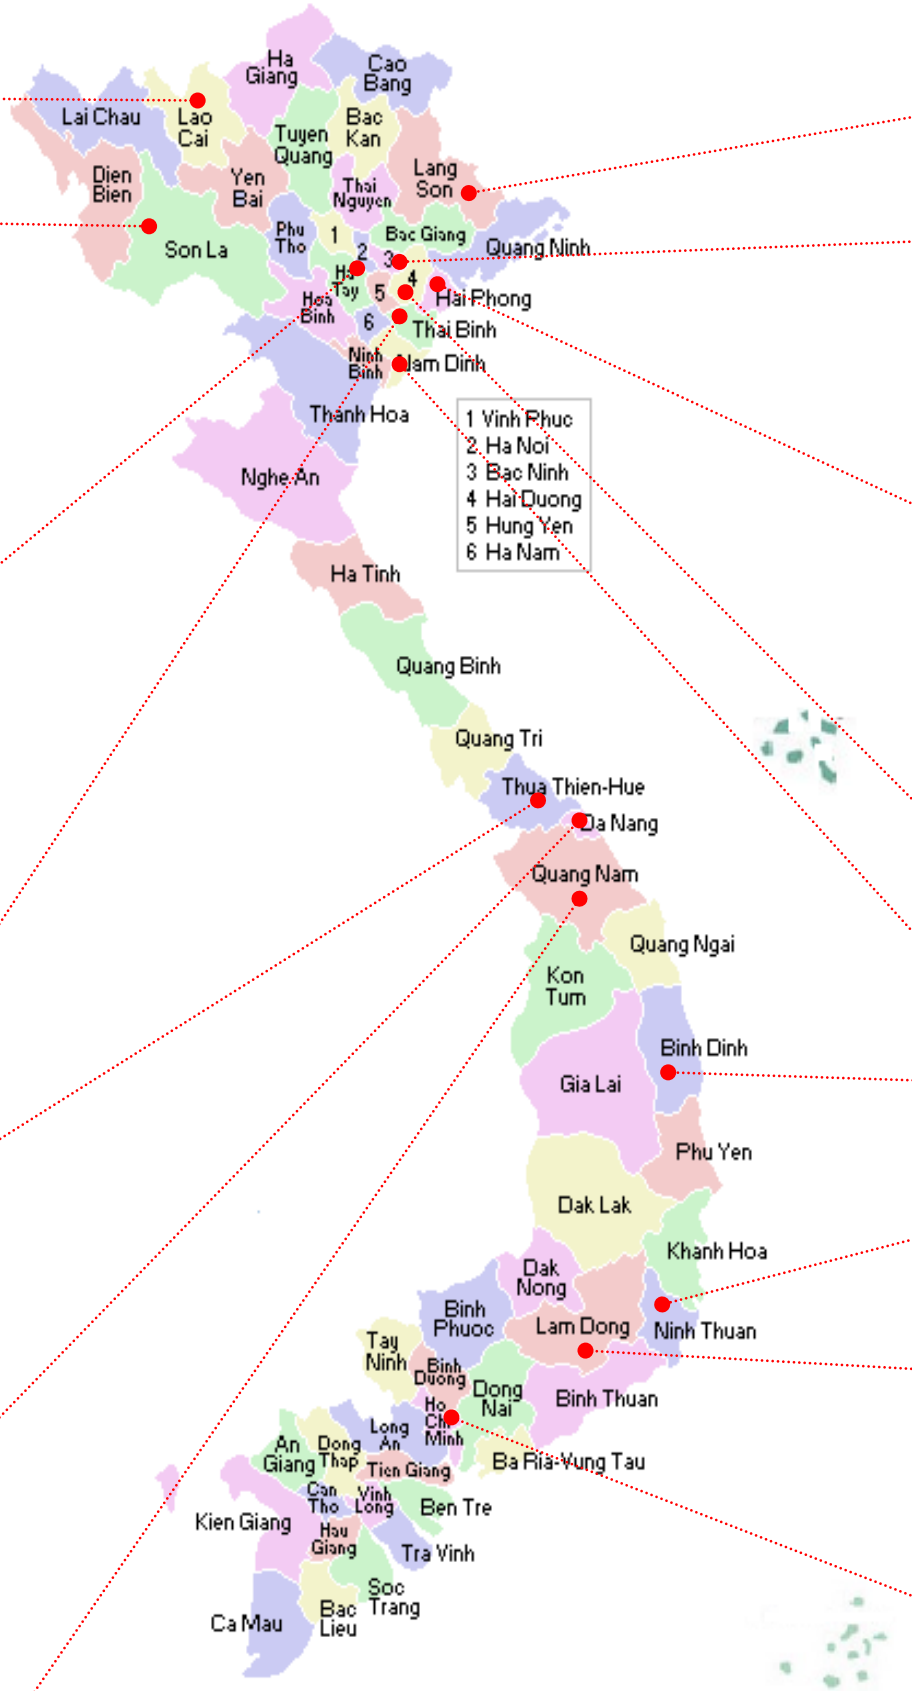 Ha
Giang
Cao
Bang
Lai Chau
Lao
Cai
Bac
Kan
Tuyen
Quang
Lang
Son
Dien
Bien
Yen
Bai
Thai
Nguyen
Phu
Tho
1
Bac Giang
Son La
2
3
Quang Ninh
Ha
Tay
4
5
Hai Phong
Hoa
Binh
6
Thai Binh
Ninh
Binh
Nam Dinh
Thanh Hoa
1 Vinh Phuc
2 Ha Noi
3 Bac Ninh
4 Hai Duong
5 Hung Yen
6 Ha Nam
Nghe An
Ha Tinh
Quang Binh
Quang Tri
Thua Thien-Hue
Da Nang
Quang Nam
Quang Ngai
Kon
Tum
Binh Dinh
Gia Lai
Phu Yen
Dak Lak
Khanh Hoa
Dak
Nong
Binh
Phuoc
Lam Dong
Ninh Thuan
Tay
Ninh
Binh
Duong
Dong
Nai
Binh Thuan
Ho
Chi
Minh
Long
An
An
Giang
Dong
Thap
Tien Giang
Ba Ria-Vung Tau
Can
Tho
Vinh
Long
Ben Tre
Kien Giang
Hau
Giang
Tra Vinh
Soc
Trang
Bac
Lieu
Ca Mau